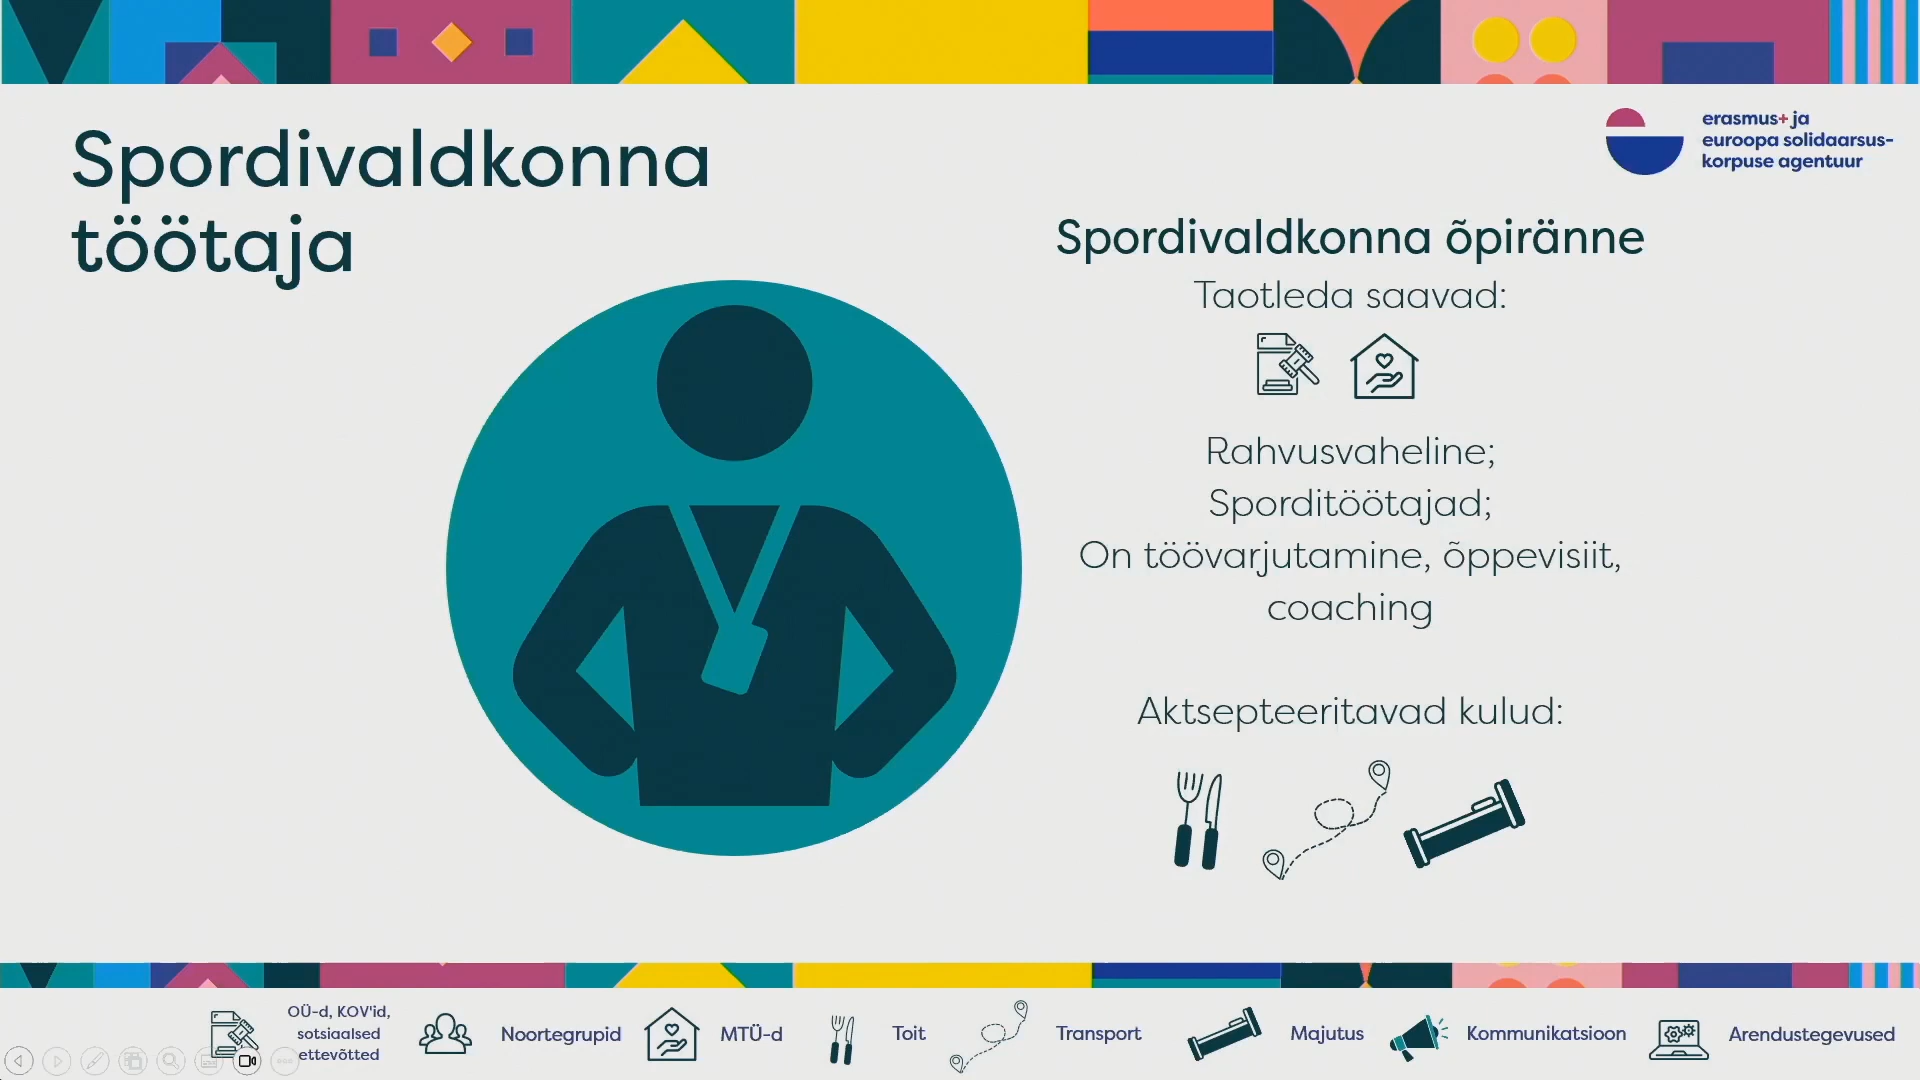 Spordivaldkonna
töötaja
erasmus+ ja
euroopa solidaarsus-
korpuse agentuur
Spordivaldkonna õpiränne
Taotleda saavad:
Rahvusvaheline;
Sporditöötajad;
On töövarjutamine, õppevisiit,
coaching
Aktsepteeritavad kulud:
OÜ-d, KOV'id,
sotsiaalsed
ettevõtted
Noortegrupid
MTÜ-d
Toit
Transport
Majutus
Kommunikatsioon
Arendustegevused